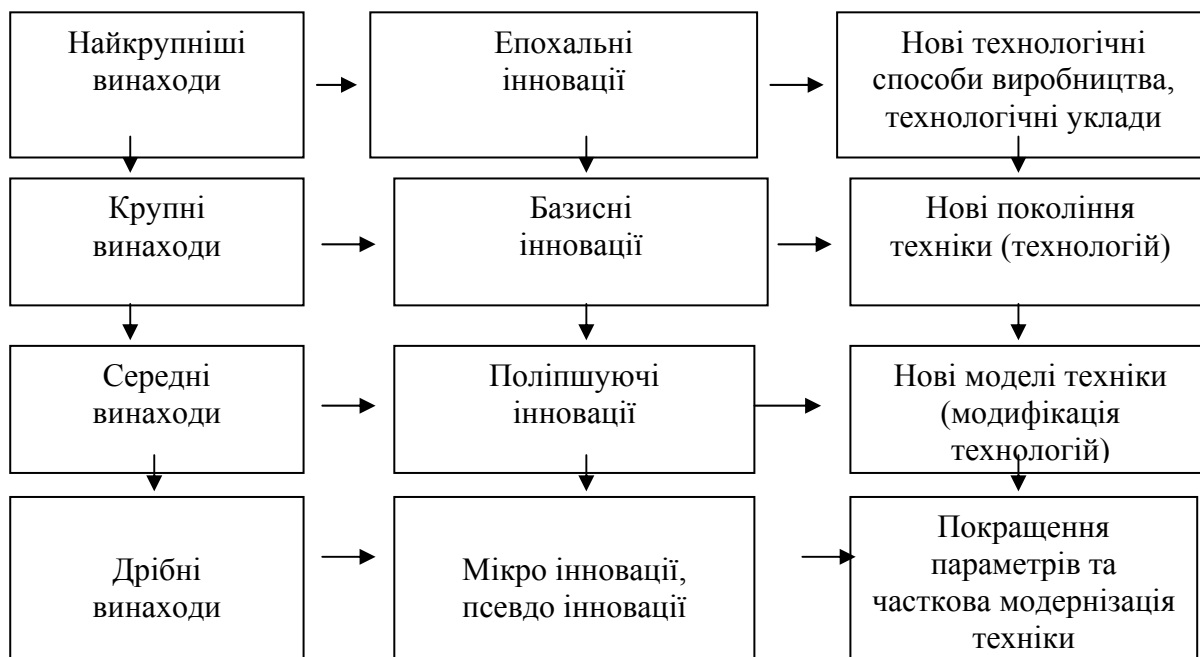 Найкрупніші
винаходи
Епохальні
інновації
Нові технологічні
способи виробництва,
технологічні уклади
Крупні
винаходи
Базисні
інновації
Нові покоління
техніки (технологій)
Середні
винаходи
Поліпшуючі
інновації
Нові моделі техніки
(модифікація
технологій)
Дрібні
винаходи
Мікро інновації,
псевдо інновації
Покращення
параметрів та
часткова модернізація
техніки